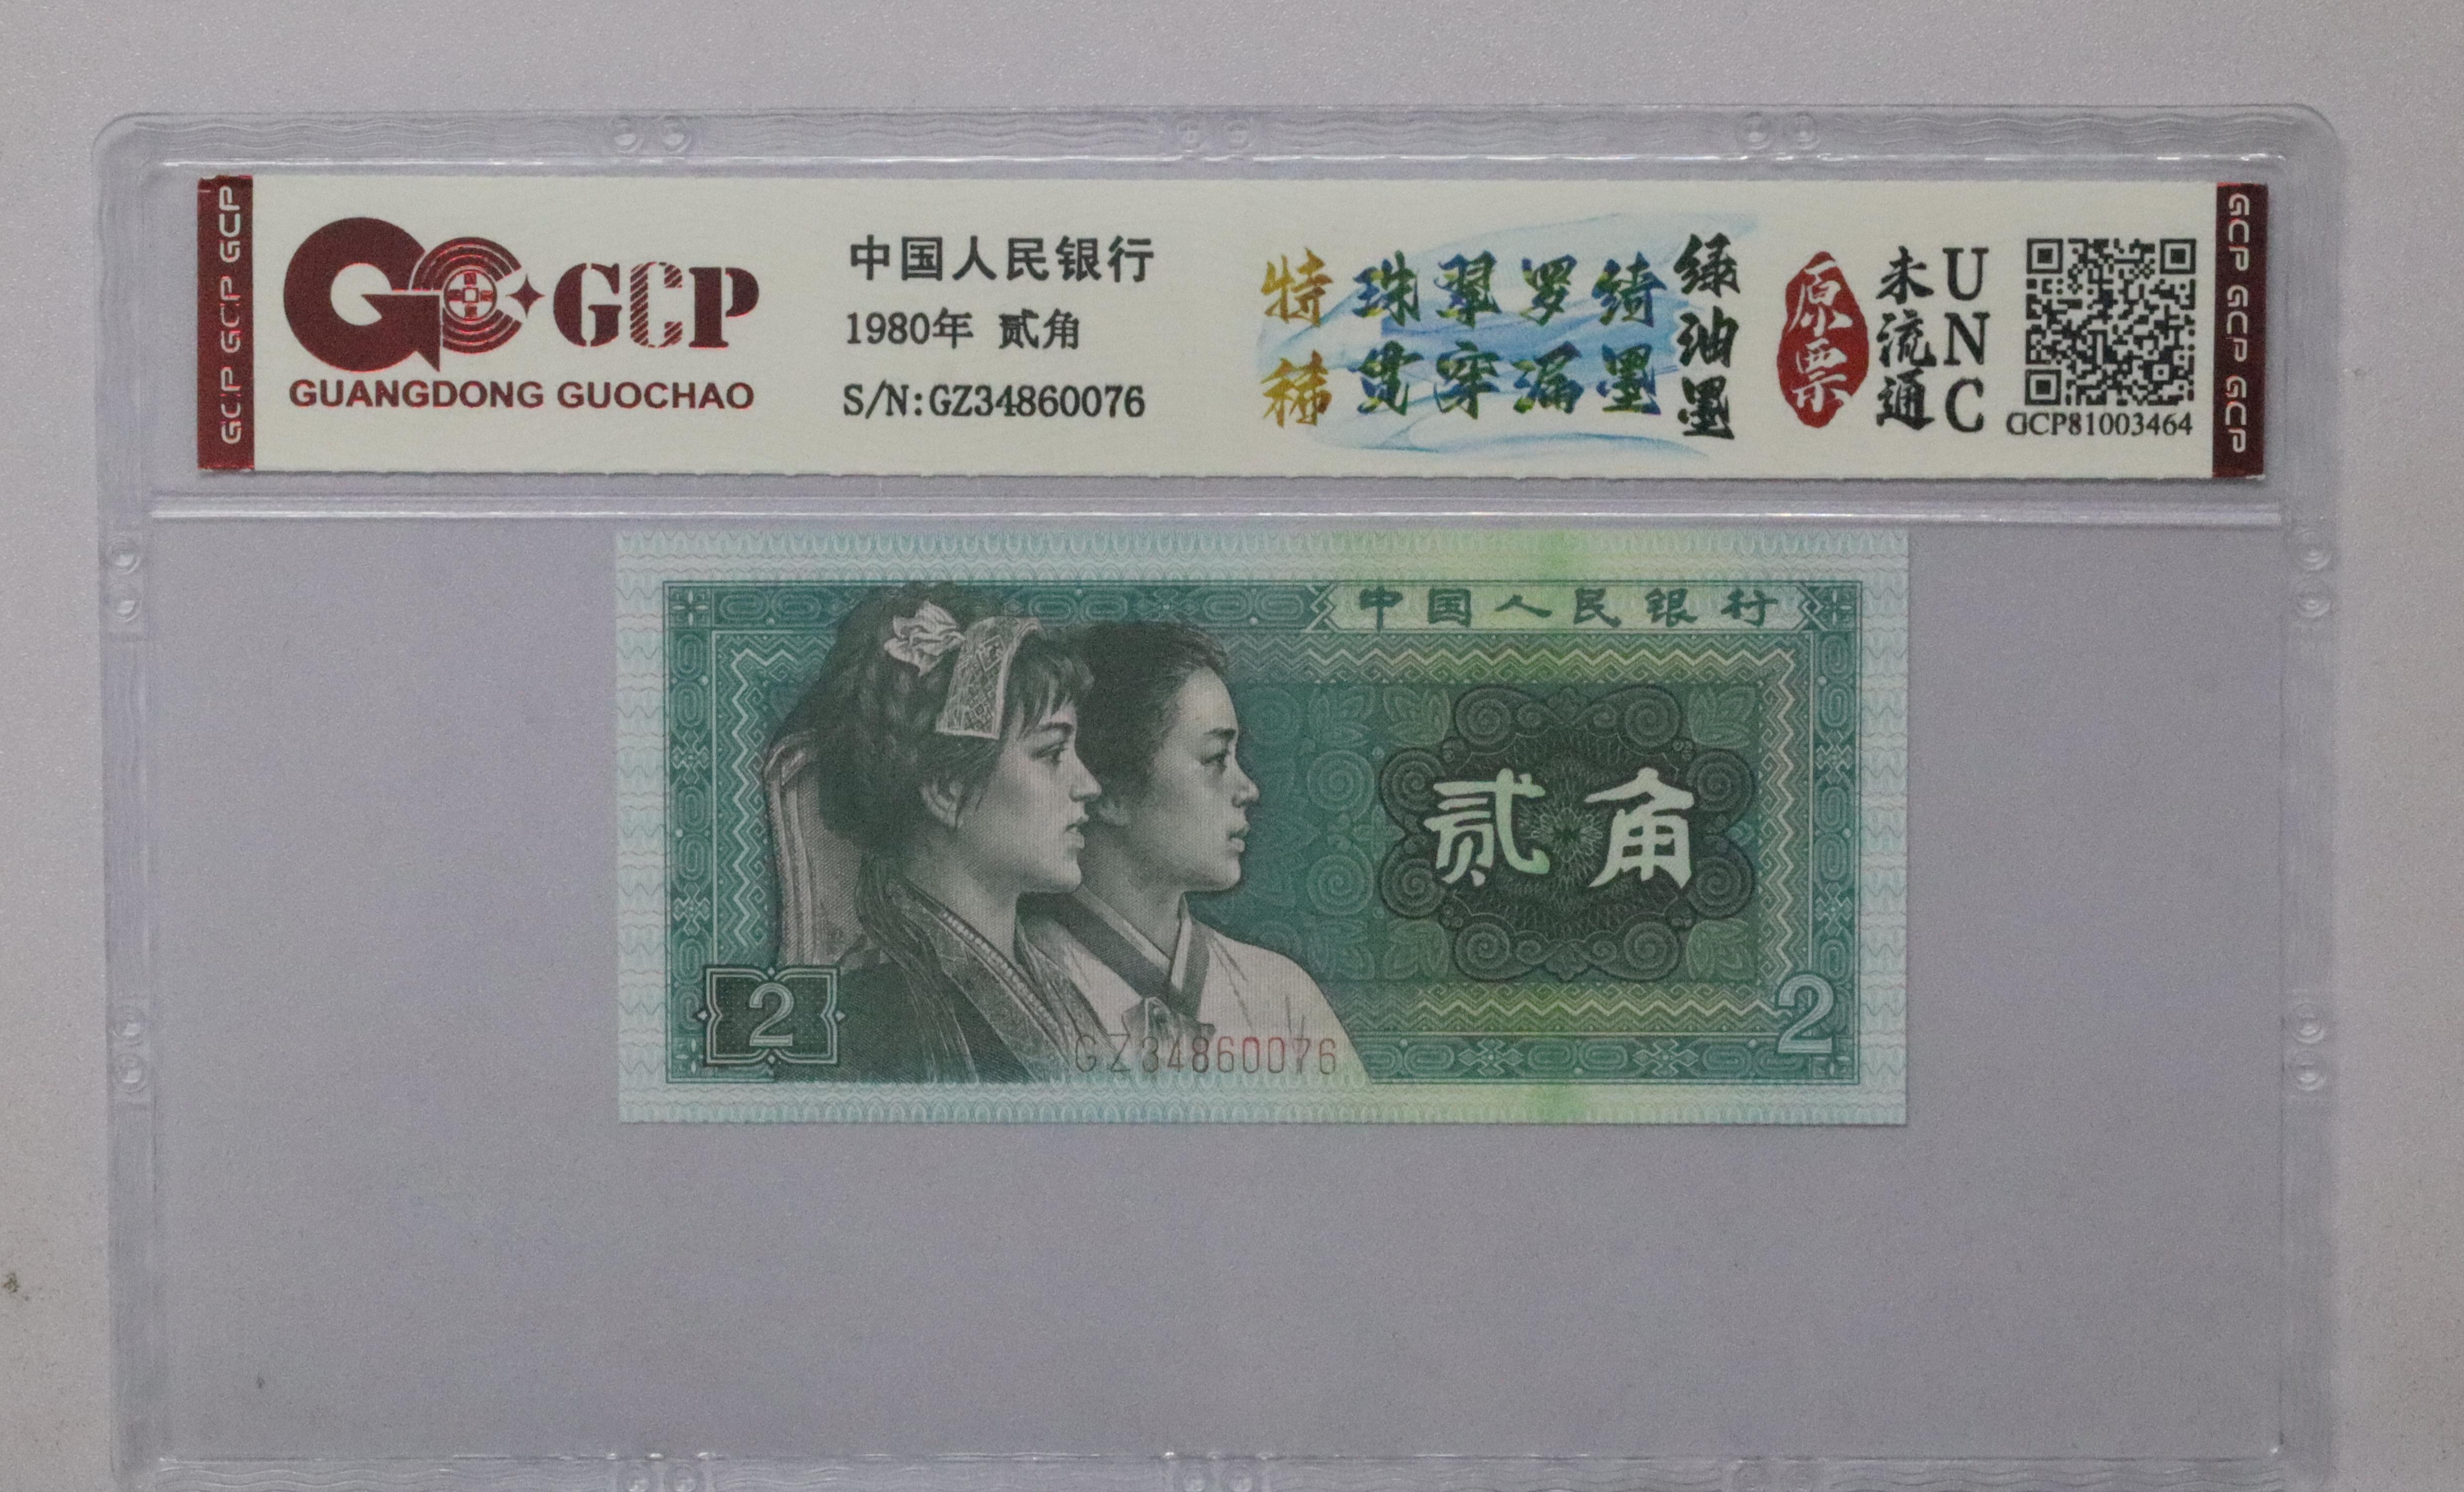 GCP GCP GCP
GCP
GUANGDONG GUOCHAO
中国人民银行
1980年 贰角
S/N:GZ34860076
特稀
珠翠罗绮
贯穿漏墨
绿油墨
原票
未流通
UNC
GCP81003464
GCP GCP GCP
中国人民银行
贰角
2
2
GZ34860076